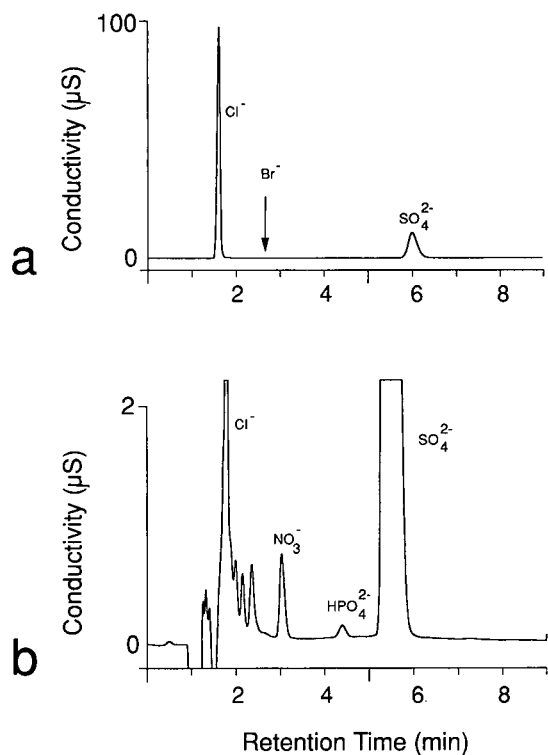 100
Conductivity (µS)
Cl⁻
Br⁻
SO₄²⁻
0
a
2 4 6 8
2
Conductivity (µS)
Cl⁻
NO₃⁻
HPO₄²⁻
SO₄²⁻
0
b
2 4 6 8
Retention Time (min)